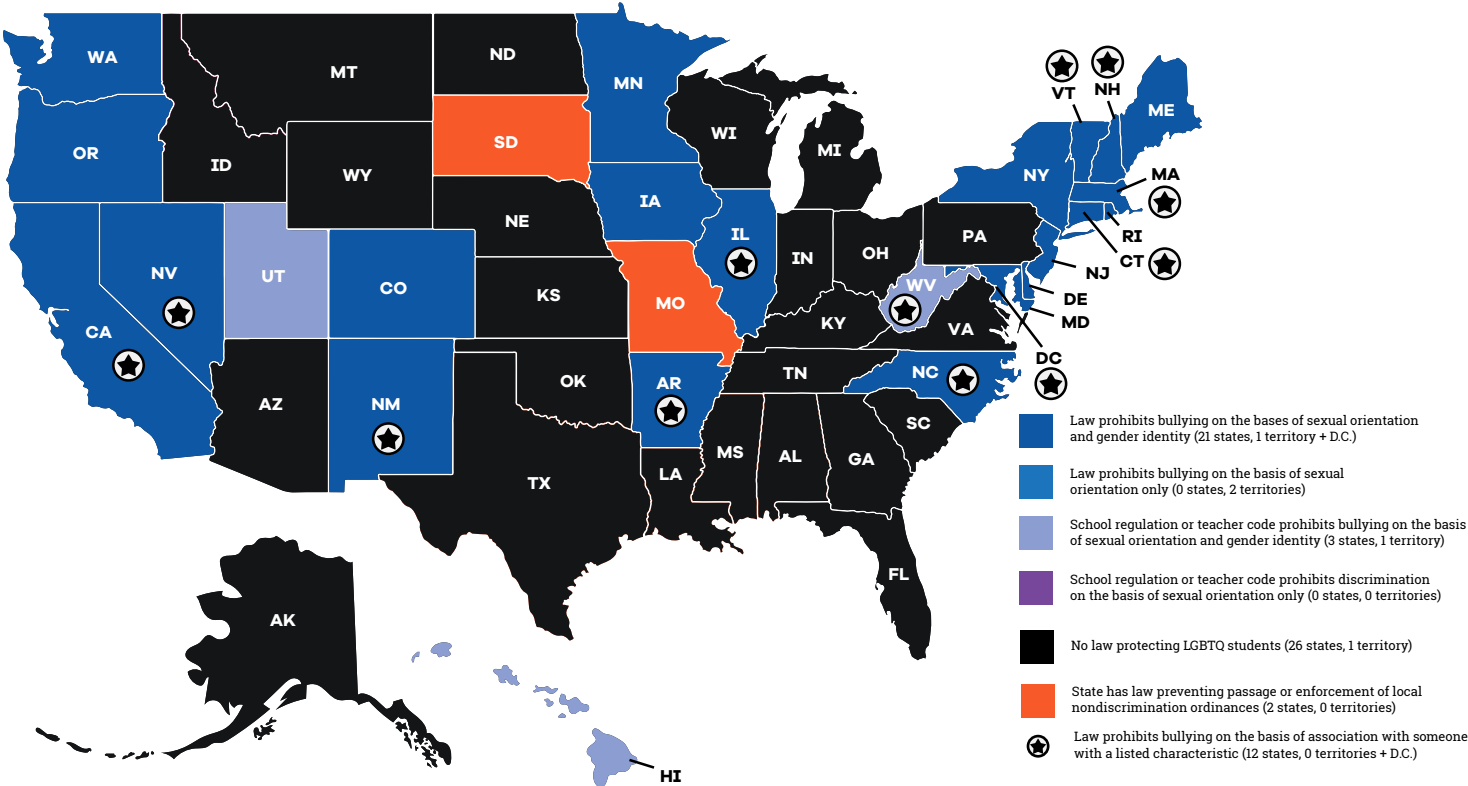 WA
MT
ND
MN
VT
NH
ME
OR
ID
WY
SD
WI
MI
NY
MA
RI
CT
NE
IA
IL
IN
OH
PA
NJ
DE
MD
NV
UT
CO
KS
MO
KY
WV
VA
DC
CA
AZ
NM
OK
AR
TN
NC
SC
TX
LA
MS
AL
GA
FL
AK
HI
Law prohibits bullying on the bases of sexual orientation
and gender identity (21 states, 1 territory + D.C.)
Law prohibits bullying on the basis of sexual
orientation only (0 states, 2 territories)
School regulation or teacher code prohibits bullying on the basis
of sexual orientation and gender identity (3 states, 1 territory)
School regulation or teacher code prohibits discrimination
on the basis of sexual orientation only (0 states, 0 territories)
No law protecting LGBTQ students (26 states, 1 territory)
State has law preventing passage or enforcement of local
nondiscrimination ordinances (2 states, 0 territories)
Law prohibits bullying on the basis of association with someone
with a listed characteristic (12 states, 0 territories + D.C.)